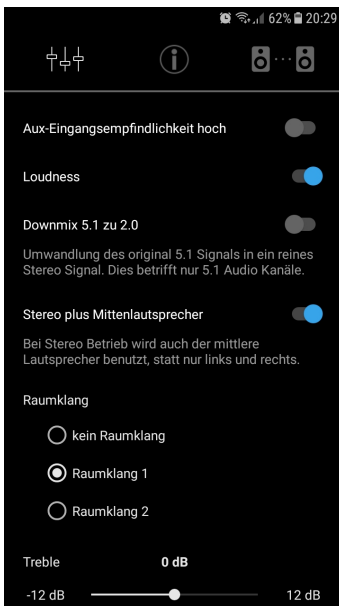 62% 20:29
Aux-Eingangsempfindlichkeit hoch
Loudness
Downmix 5.1 zu 2.0
Umwandlung des original 5.1 Signals in ein reines
Stereo Signal. Dies betrifft nur 5.1 Audio Kanäle.
Stereo plus Mittenlautsprecher
Bei Stereo Betrieb wird auch der mittlere
Lautsprecher benutzt, statt nur links und rechts.
Raumklang
kein Raumklang
Raumklang 1
Raumklang 2
Treble 0 dB
-12 dB 12 dB